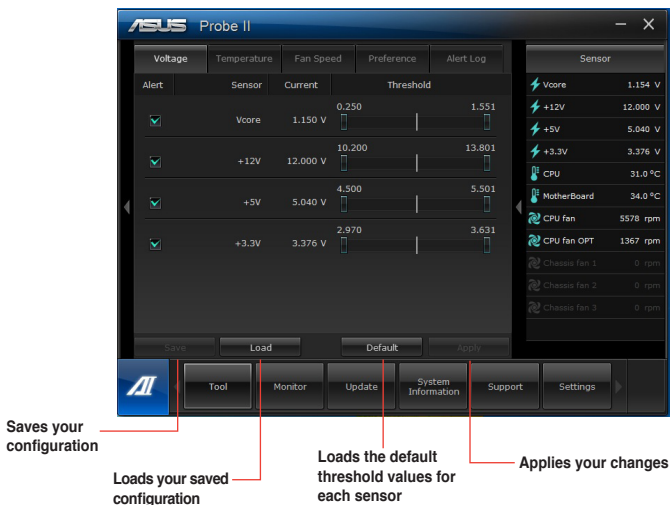 ASUS Probe II
Voltage Temperature Fan Speed Preference Alert Log
Alert Sensor Current Threshold
Vcore 1.150 V 0.250 1.551
+12V 12.000 V 10.200 13.801
+5V 5.040 V 4.500 5.501
+3.3V 3.376 V 2.970 3.631
Save Load Default Apply
Sensor
Vcore 1.154 V
+12V 12.000 V
+5V 5.040 V
+3.3V 3.376 V
CPU 31.0 ºC
MotherBoard 34.0 ºC
CPU fan 5578 rpm
CPU fan OPT 1367 rpm
Chassis fan 1 0 rpm
Chassis fan 2 0 rpm
Chassis fan 3 0 rpm
AI
Tool
Monitor
Update
System
Information
Support
Settings
Saves your
configuration
Loads your saved
configuration
Loads the default
threshold values for
each sensor
Applies your changes